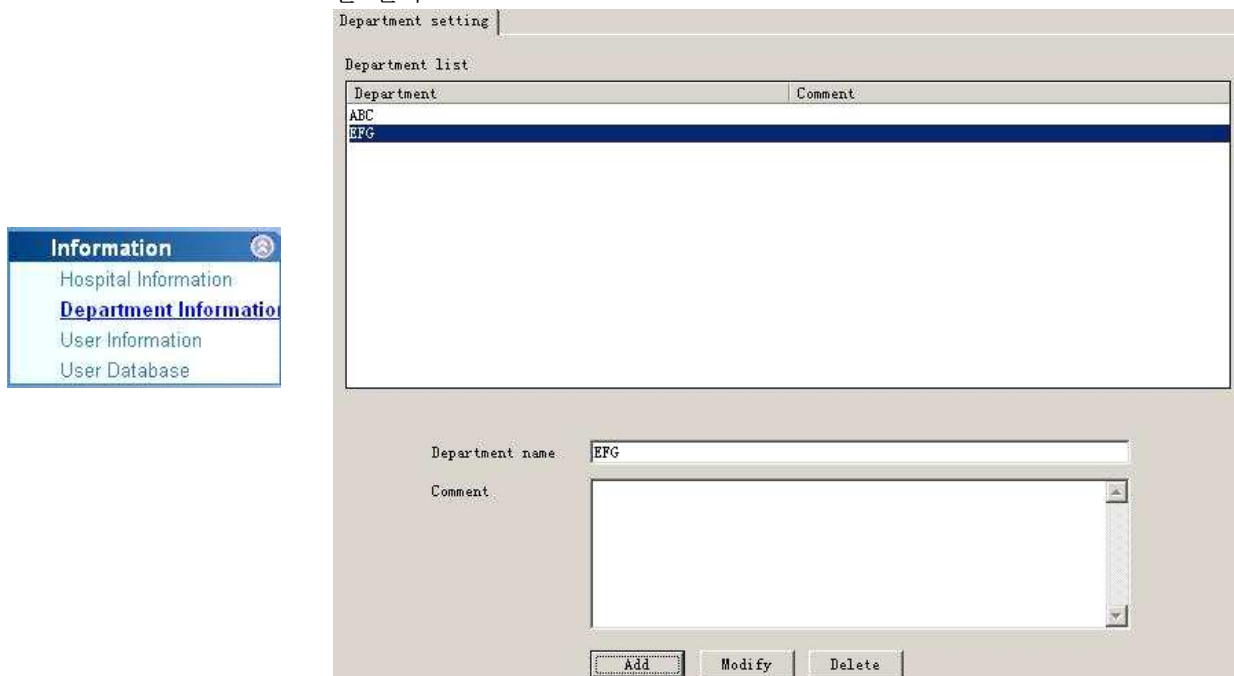 Department setting
Department list
Department Comment
ABC
EFG
Information
Hospital Information
Department Informatio
User Information
User Database
Department name EFG
Comment
Add Modify Delete